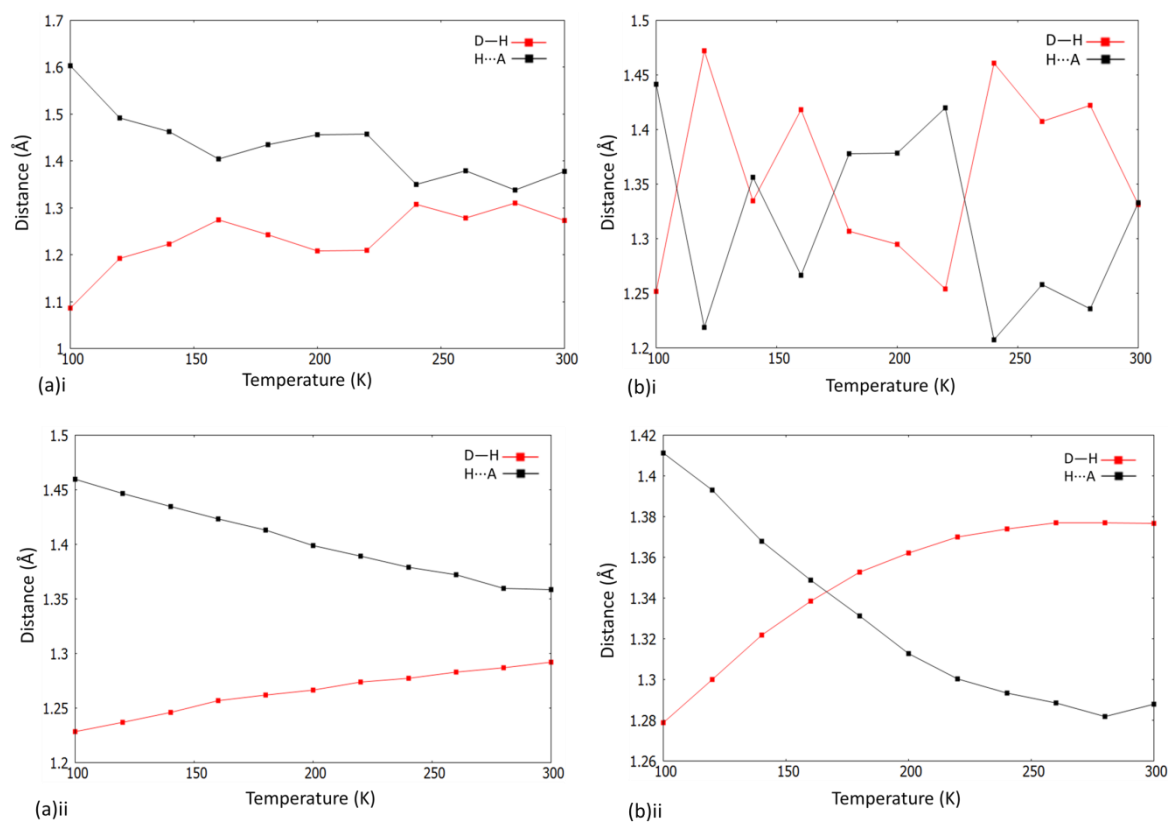 1.7
1.6
1.5
1.4
1.3
1.2
1.1
1
Distance (Å)
D—H
H···A
100
150
200
250
300
Temperature (K)
(a)i
1.5
1.45
1.4
1.35
1.3
1.25
1.2
Distance (Å)
D—H
H···A
100
150
200
250
300
Temperature (K)
(b)i
1.5
1.45
1.4
1.35
1.3
1.25
1.2
Distance (Å)
D—H
H···A
100
150
200
250
300
Temperature (K)
(a)ii
1.42
1.4
1.38
1.36
1.34
1.32
1.3
1.28
1.26
Distance (Å)
D—H
H···A
100
150
200
250
300
Temperature (K)
(b)ii